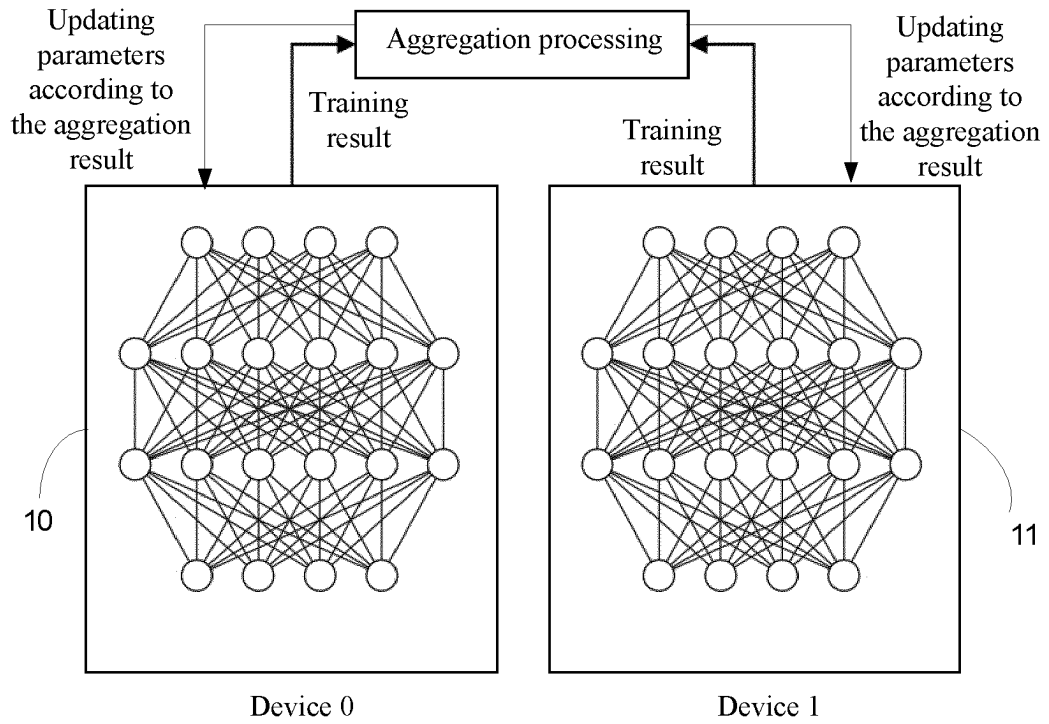 Updating
parameters
according to
the aggregation
result
Aggregation processing
Updating
parameters
according to
the aggregation
result
Training
result
Training
result
10
11
Device 0
Device 1